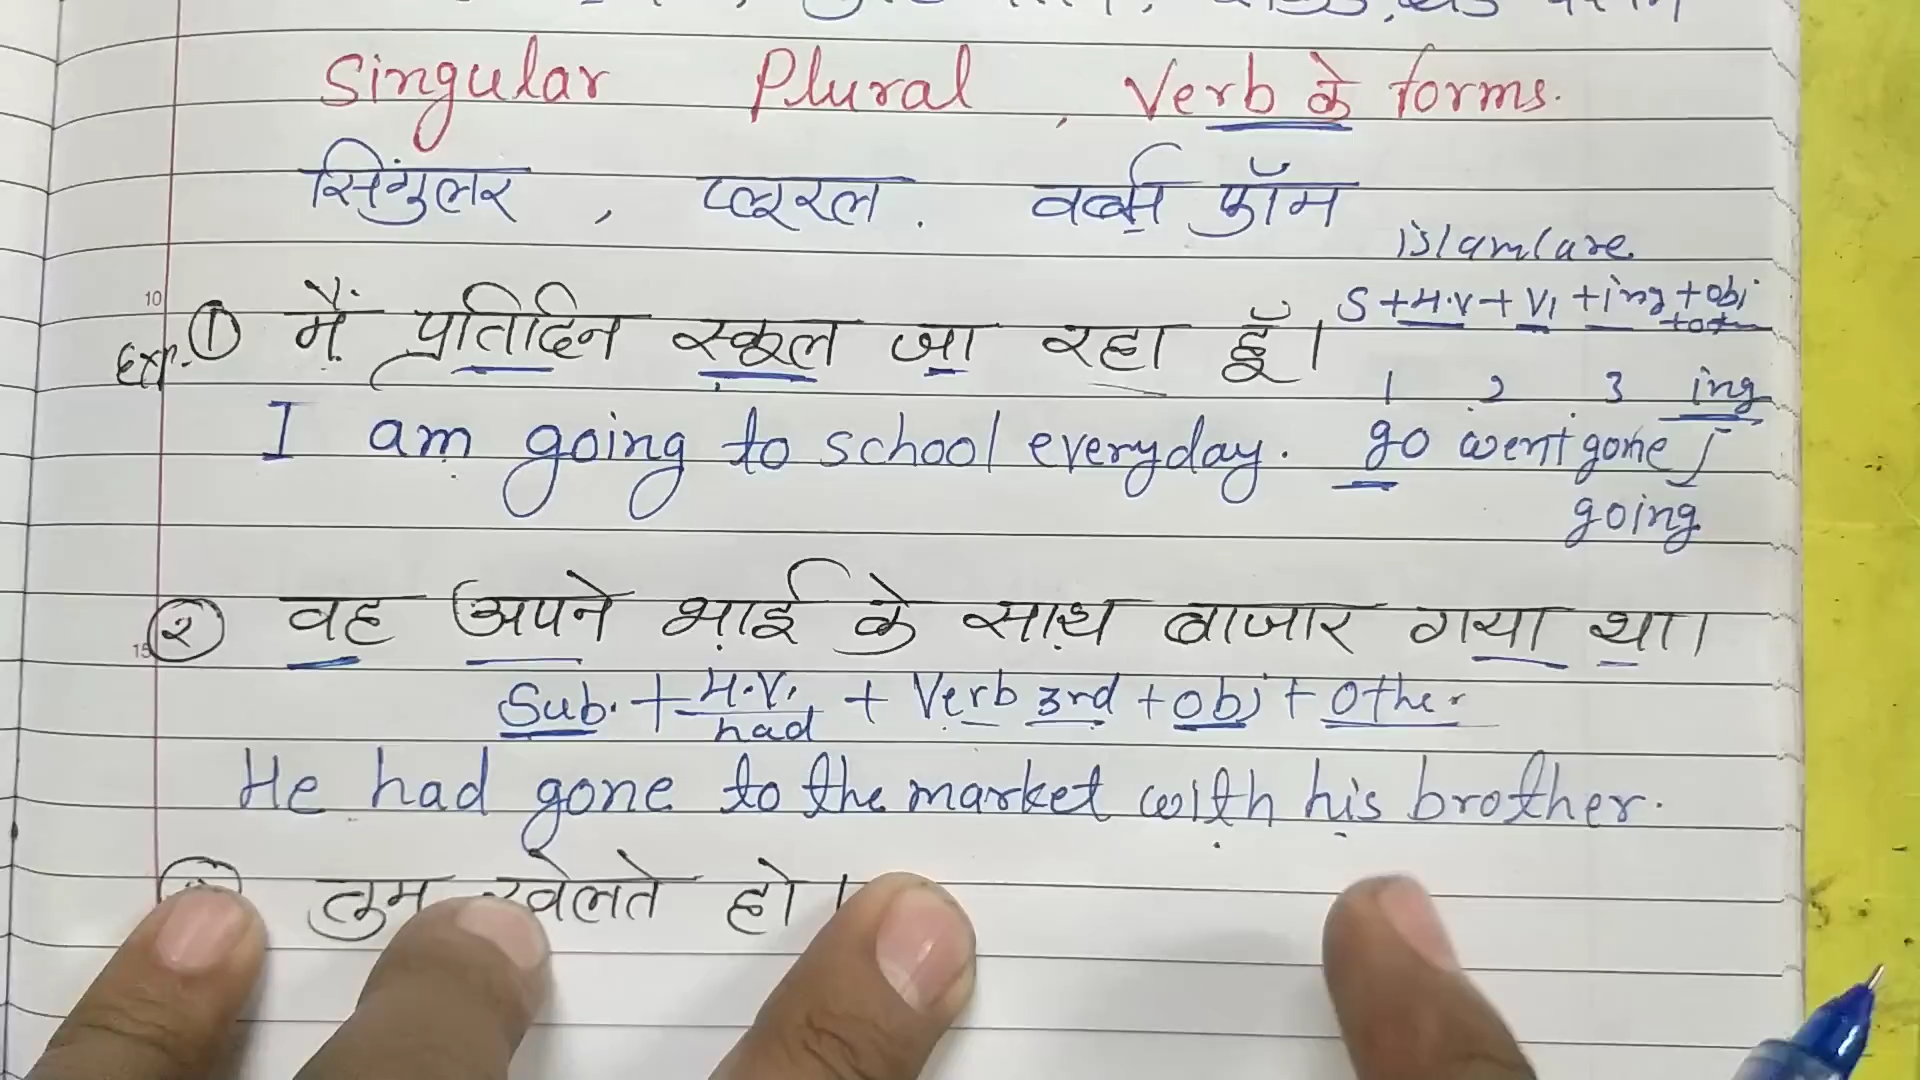 Singular Plural , Verb के forms.
सिंगुलर , प्लूरल . वर्ब्स फॉम
is/am/are
S + H.V + V1 + ing + obj
Exp. ① मैं प्रतिदिन स्कूल जा रहा हूँ।
1 2 3 ing
I am going to school everyday. go went gone
going
② वह अपने भाई के साथ बाजार गया था।
Sub. + H.V. + Verb 3rd + obj + Other
had
He had gone to the market with his brother.
तुम खेलते हो।